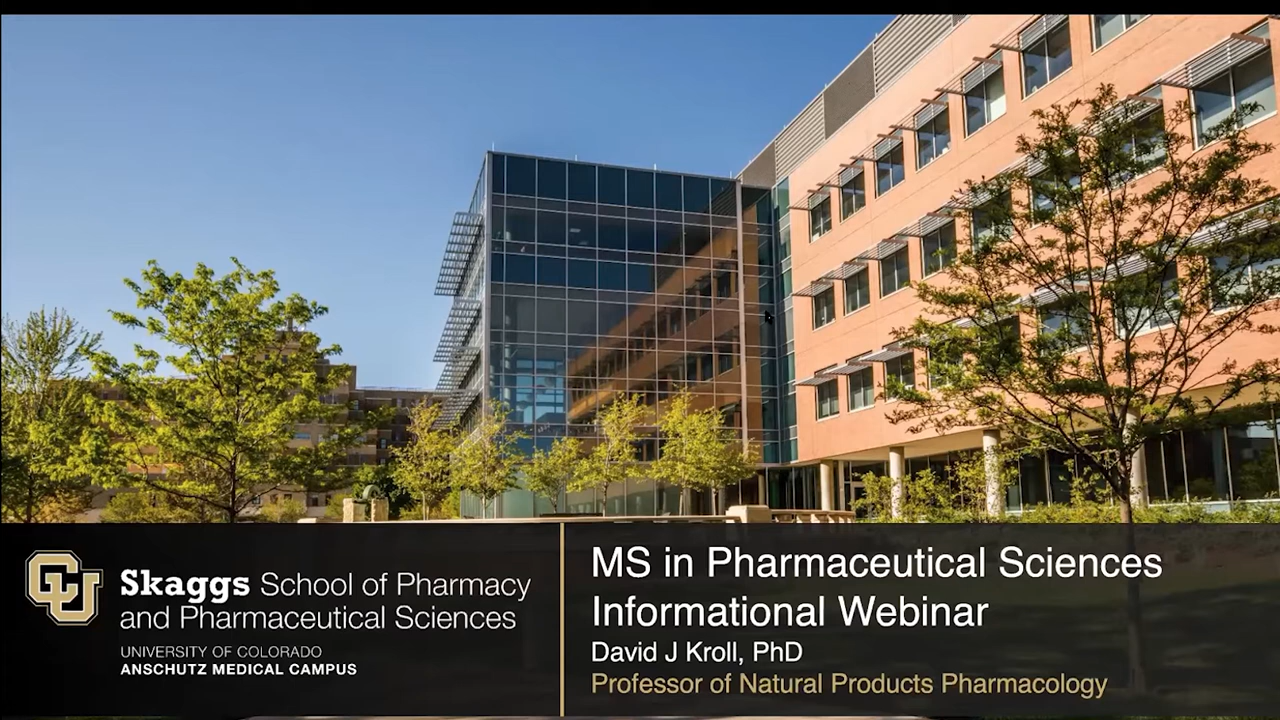 CU
Skaggs School of Pharmacy
and Pharmaceutical Sciences
UNIVERSITY OF COLORADO
ANSCHUTZ MEDICAL CAMPUS
MS in Pharmaceutical Sciences
Informational Webinar
David J Kroll, PhD
Professor of Natural Products Pharmacology